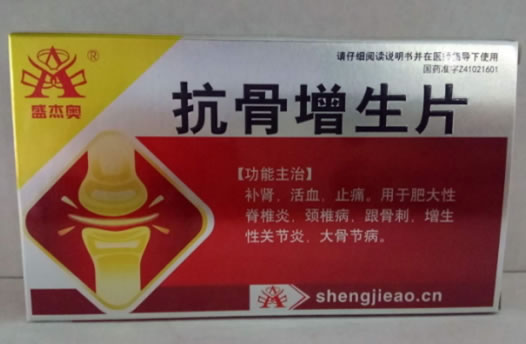 请仔细阅读说明书并在医师指导下使用
国药准字Z41021601
盛杰奥®
抗骨增生片
【功能主治】
补肾，活血，止痛。用于肥大性
脊椎炎，颈椎病，跟骨刺，增生
性关节炎，大骨节病。
shengjieao.cn